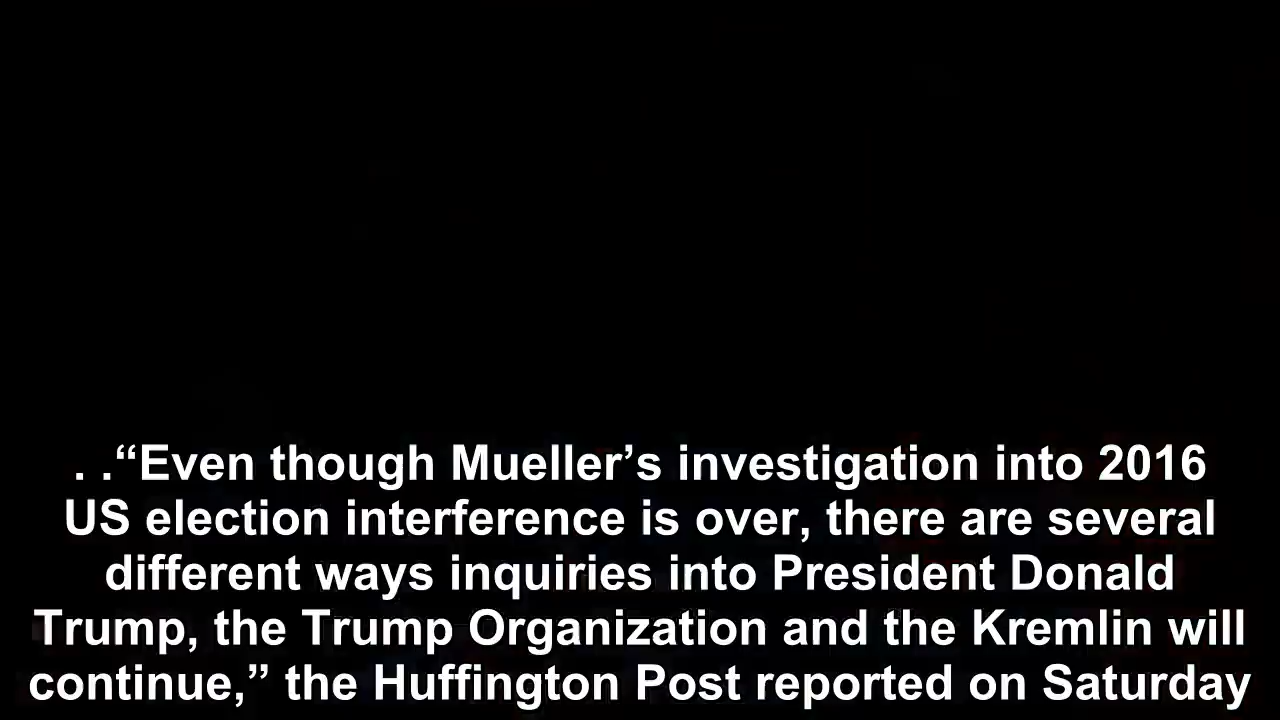 . .“Even though Mueller’s investigation into 2016
US election interference is over, there are several
different ways inquiries into President Donald
Trump, the Trump Organization and the Kremlin will
continue,” the Huffington Post reported on Saturday